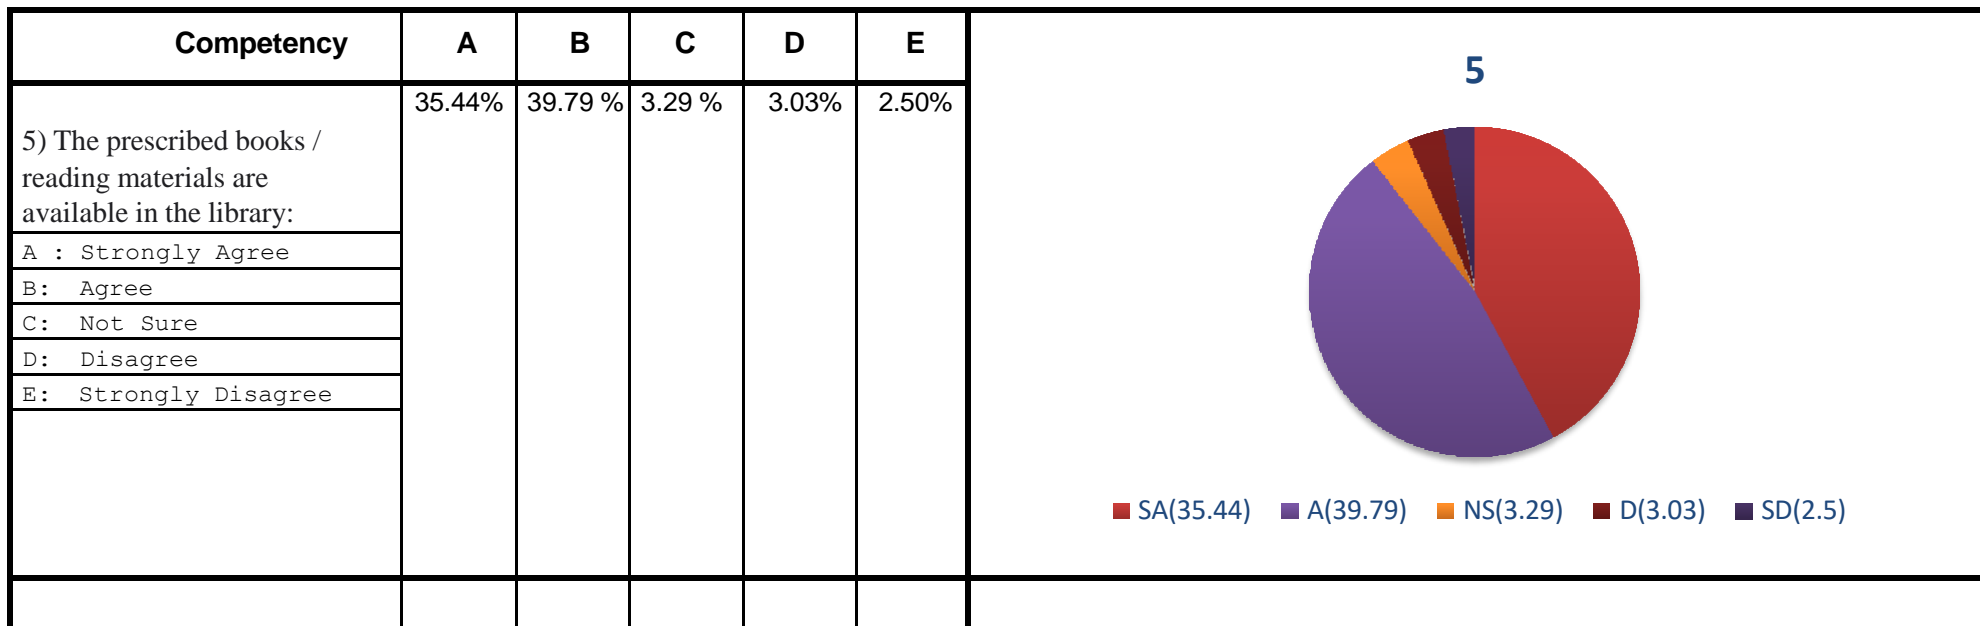 Competency A B C D E
35.44% 39.79 % 3.29 % 3.03% 2.50%
5) The prescribed books /
reading materials are
available in the library:
A : Strongly Agree
B: Agree
C: Not Sure
D: Disagree
E: Strongly Disagree
5
SA(35.44) A(39.79) NS(3.29) D(3.03) SD(2.5)